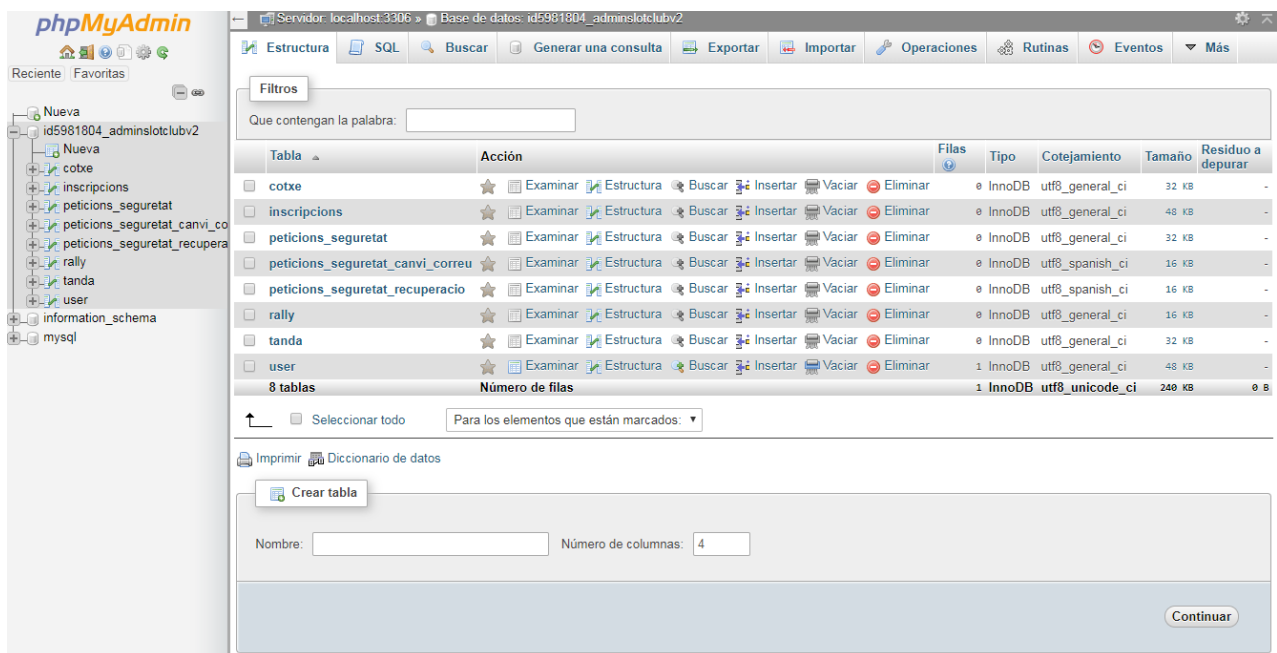 phpMyAdmin
Reciente Favoritas
Nueva
id5981804_adminslotclubv2
Nueva
cotxe
inscripcions
peticions_seguretat
peticions_seguretat_canvi_co
peticions_seguretat_recupera
rally
tanda
user
information_schema
mysql
Servidor: localhost:3306 » Base de datos: id5981804_adminslotclubv2
Estructura SQL Buscar Generar una consulta Exportar Importar Operaciones Rutinas Eventos Más
Filtros
Que contengan la palabra:
Tabla Acción Filas Tipo Cotejamiento Tamaño Residuo a depurar
cotxe Examinar Estructura Buscar Insertar Vaciar Eliminar 0 InnoDB utf8_general_ci 32 KB -
inscripcions Examinar Estructura Buscar Insertar Vaciar Eliminar 0 InnoDB utf8_general_ci 48 KB -
peticions_seguretat Examinar Estructura Buscar Insertar Vaciar Eliminar 0 InnoDB utf8_general_ci 32 KB -
peticions_seguretat_canvi_correu Examinar Estructura Buscar Insertar Vaciar Eliminar 0 InnoDB utf8_spanish_ci 16 KB -
peticions_seguretat_recuperacio Examinar Estructura Buscar Insertar Vaciar Eliminar 0 InnoDB utf8_spanish_ci 16 KB -
rally Examinar Estructura Buscar Insertar Vaciar Eliminar 0 InnoDB utf8_general_ci 16 KB -
tanda Examinar Estructura Buscar Insertar Vaciar Eliminar 0 InnoDB utf8_general_ci 32 KB -
user Examinar Estructura Buscar Insertar Vaciar Eliminar 1 InnoDB utf8_general_ci 48 KB -
8 tablas Número de filas 1 InnoDB utf8_unicode_ci 240 KB 0 B
Seleccionar todo Para los elementos que están marcados:
Imprimir Diccionario de datos
Crear tabla
Nombre: Número de columnas: 4
Continuar